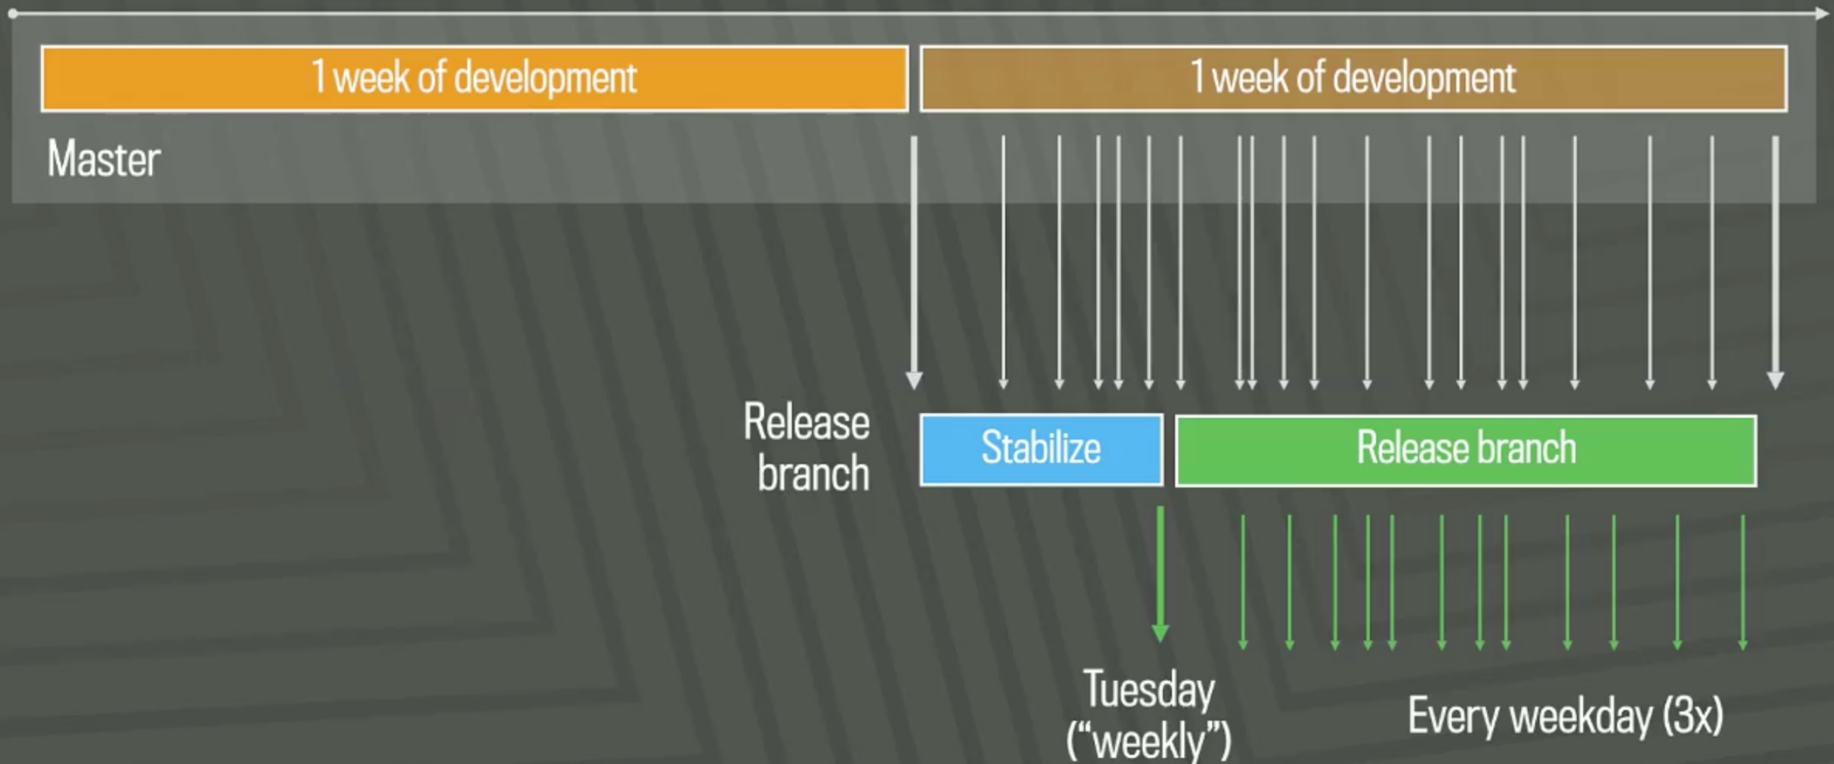 1 week of development
1 week of development
Master
Release
branch
Stabilize
Release branch
Tuesday
(“weekly”)
Every weekday (3x)